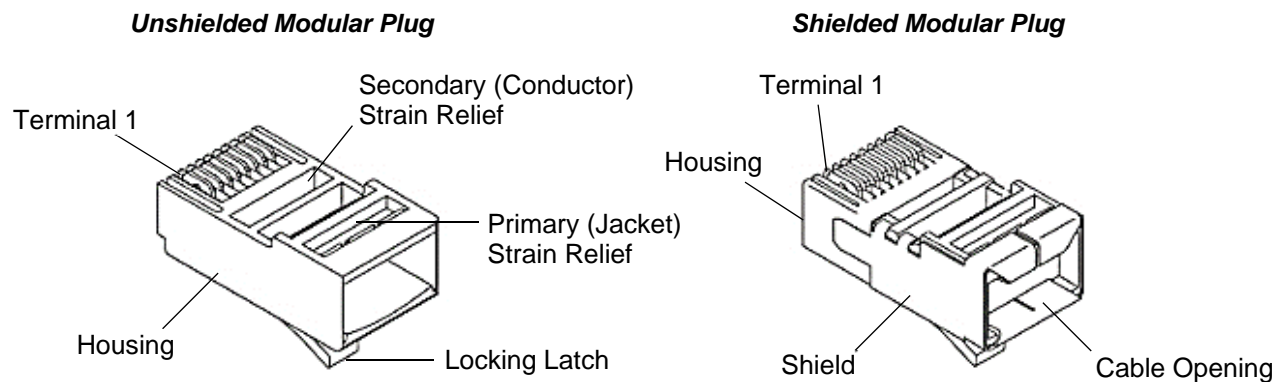 Unshielded Modular Plug
Secondary (Conductor)
Strain Relief
Terminal 1
Primary (Jacket)
Strain Relief
Housing
Locking Latch
Shielded Modular Plug
Terminal 1
Housing
Shield
Cable Opening